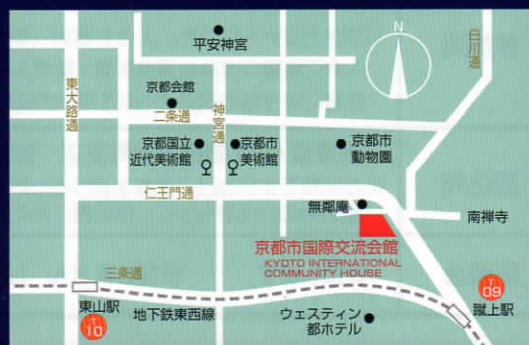 N
平安神宮
白川通
東大路通
京都会館
二条通
神宮通
京都国立
近代美術館
京都市
美術館
京都市
動物園
仁王門通
無鄰庵
南禅寺
京都市国際交流会館
KYOTO INTERNATIONAL
COMMUNITY HOUSE
三条通
東山駅
T
10
地下鉄東西線
ウェスティン
都ホテル
T
09
蹴上駅